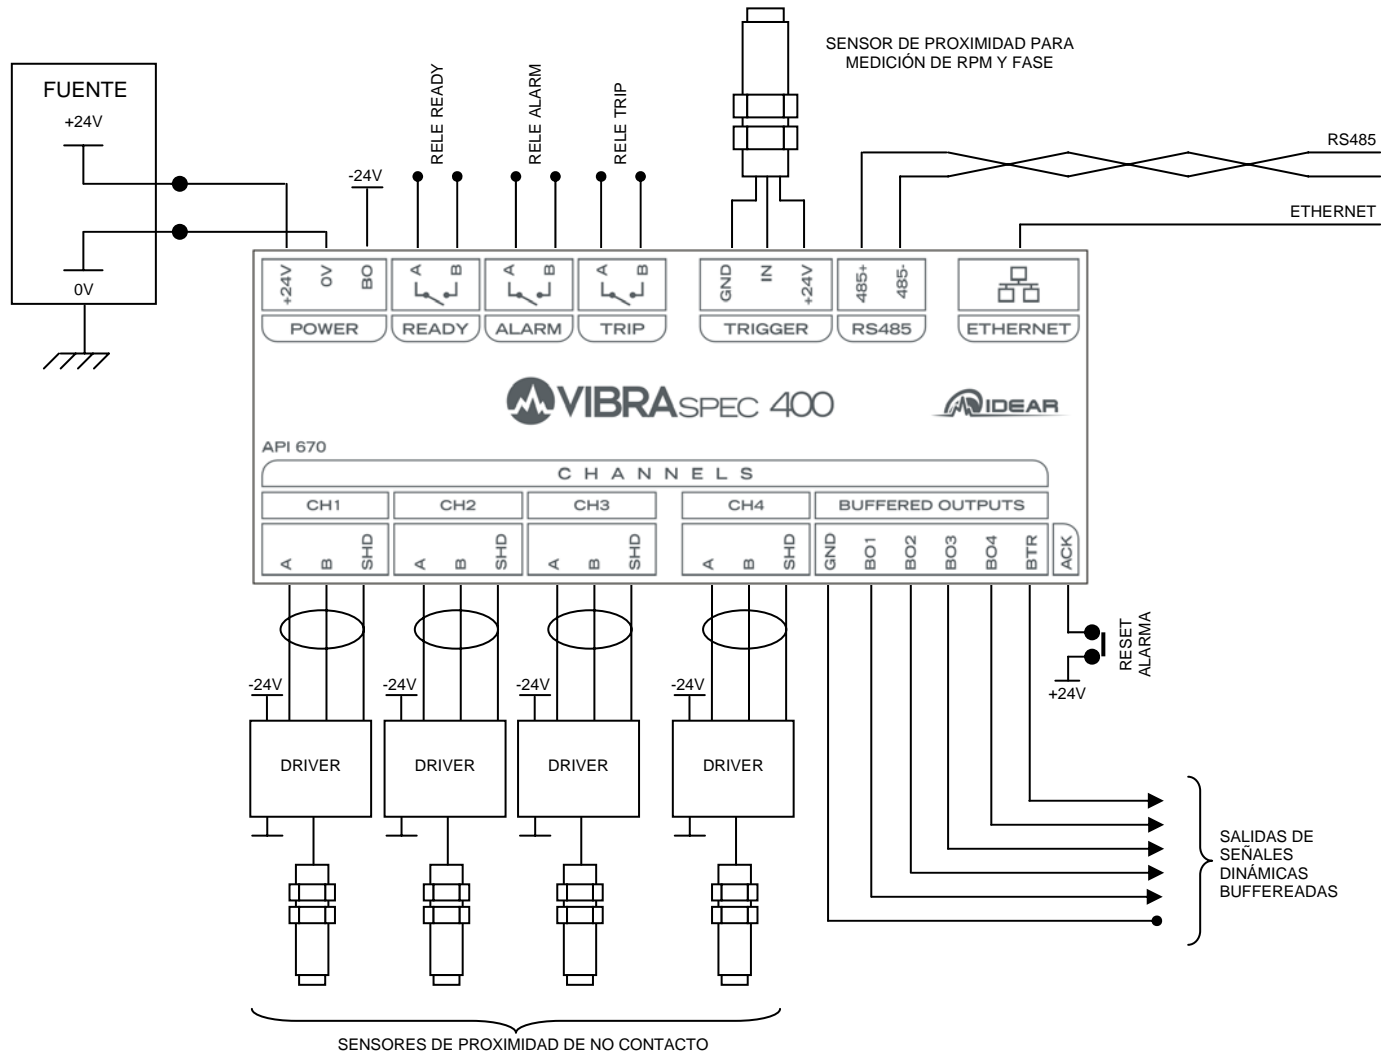 SENSOR DE PROXIMIDAD PARA
MEDICIÓN DE RPM Y FASE
FUENTE
+24V
0V
-24V
RELE READY
RELE ALARM
RELE TRIP
RS485
ETHERNET
+24V
0V
BO
A
B
A
B
A
B
GND
IN
+24V
485+
485-
POWER
READY
ALARM
TRIP
TRIGGER
RS485
ETHERNET
VIBRASPEC 400
IDEAR
API 670
CHANNELS
CH1
CH2
CH3
CH4
BUFFERED OUTPUTS
A
B
SHD
A
B
SHD
A
B
SHD
A
B
SHD
GND
BO1
BO2
BO3
BO4
BTR
ACK
RESET
ALARMA
+24V
-24V
-24V
-24V
-24V
DRIVER
DRIVER
DRIVER
DRIVER
SALIDAS DE
SEÑALES
DINÁMICAS
BUFFEREADAS
SENSORES DE PROXIMIDAD DE NO CONTACTO